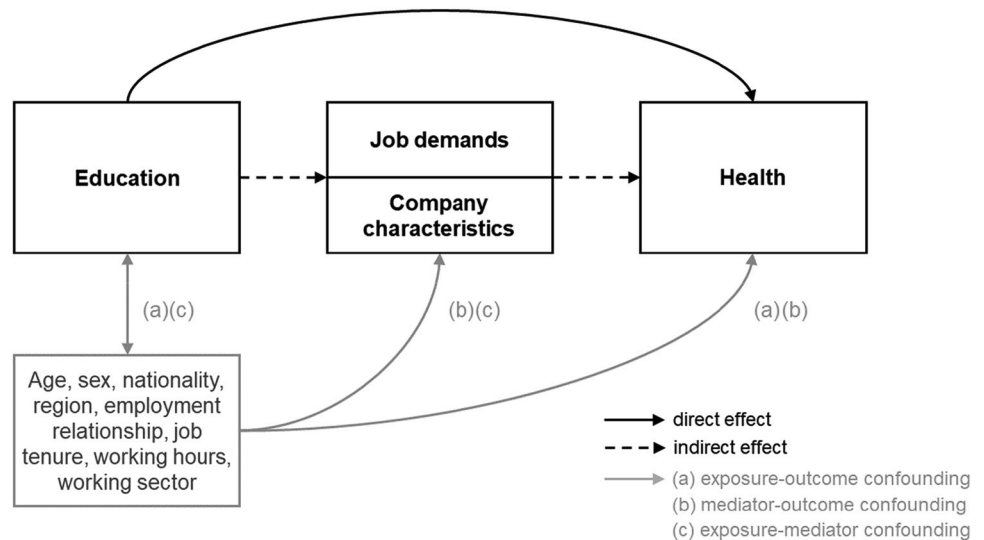 Education
Job demands
Company
characteristics
Health
(a)(c)
(b)(c)
(a)(b)
Age, sex, nationality,
region, employment
relationship, job
tenure, working hours,
working sector
direct effect
indirect effect
(a) exposure-outcome confounding
(b) mediator-outcome confounding
(c) exposure-mediator confounding